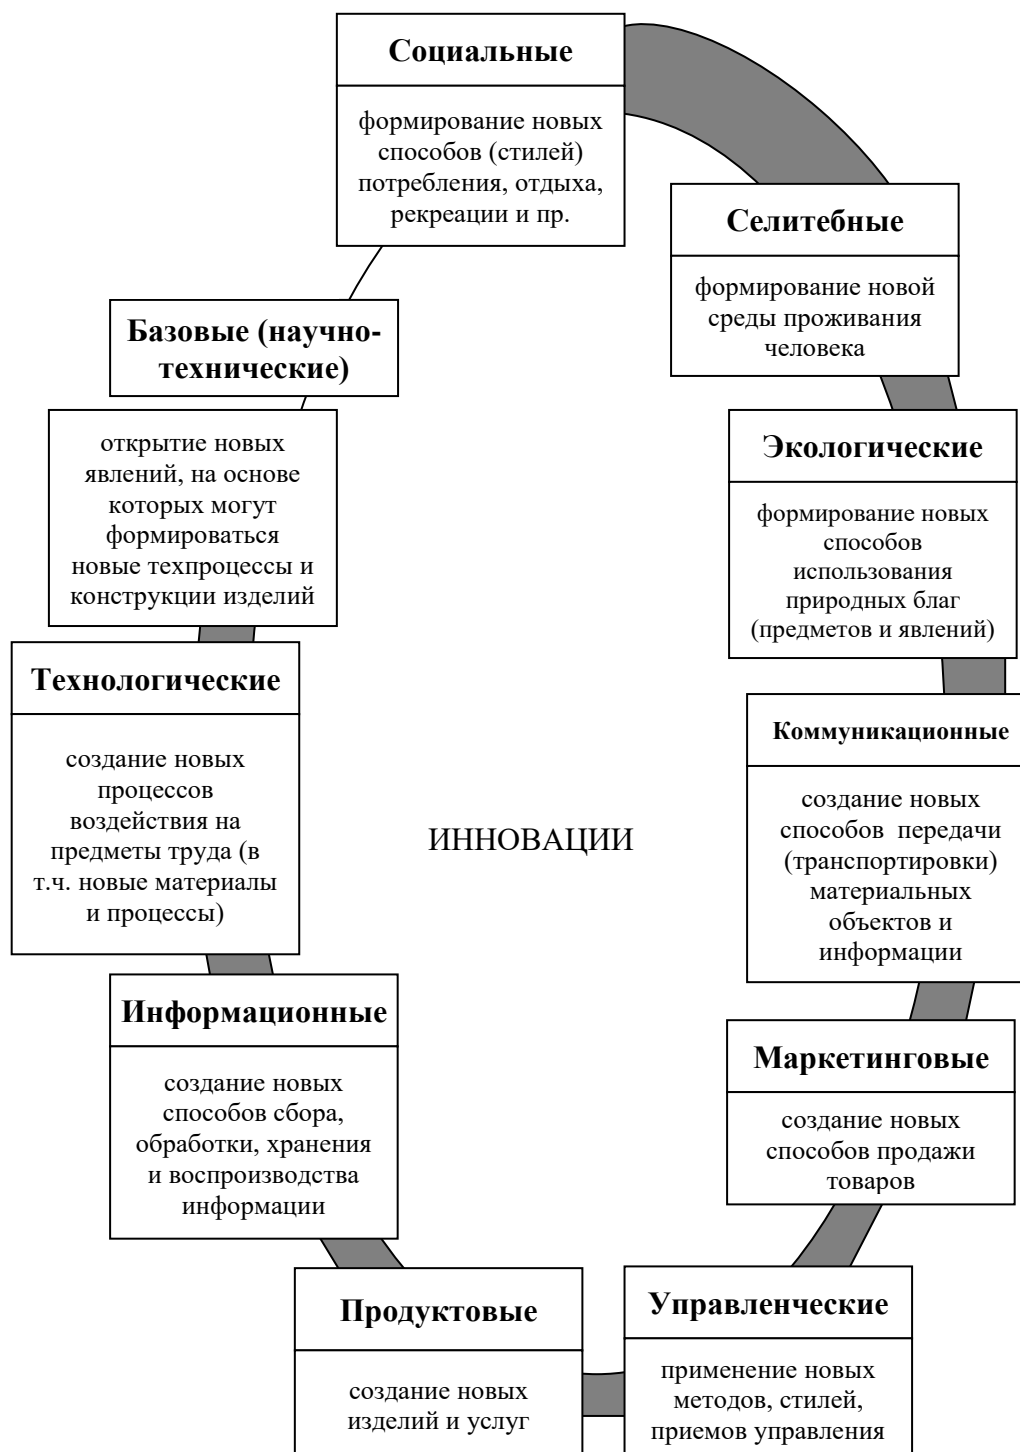 Социальные
формирование новых
способов (стилей)
потребления, отдыха,
рекреации и пр.
Селитебные
формирование новой
среды проживания
человека
Базовые (научно-
технические)
открытие новых
явлений, на основе
которых могут
формироваться
новые техпроцессы и
конструкции изделий
Экологические
формирование новых
способов
использования
природных благ
(предметов и явлений)
Технологические
создание новых
процессов
воздействия на
предметы труда (в
т.ч. новые материалы
и процессы)
ИННОВАЦИИ
Коммуникационные
создание новых
способов передачи
(транспортировки)
материальных
объектов и
информации
Информационные
создание новых
способов сбора,
обработки, хранения
и воспроизводства
информации
Маркетинговые
создание новых
способов продажи
товаров
Продуктовые
создание новых
изделий и услуг
Управленческие
применение новых
методов, стилей,
приемов управления